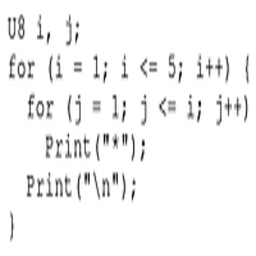 U8 i, j;
for (i = 1; i <= 5; i++) {
  for (j = 1; j <= i; j++)
    Print("*");
  Print("\n");
}